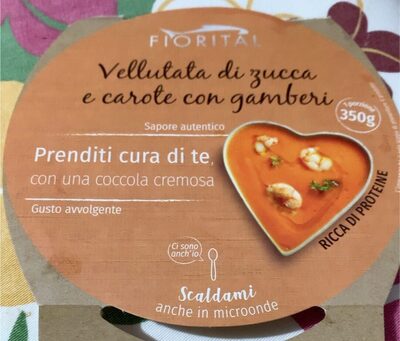 FIORITAL
Vellutata di zucca
e carote con gamberi
1 porzione
350g
Sapore autentico
Prenditi cura di te,
con una coccola cremosa
Gusto avvolgente
RICCA DI PROTEINE
Ci sono
anch'io
Scaldami
anche in microonde